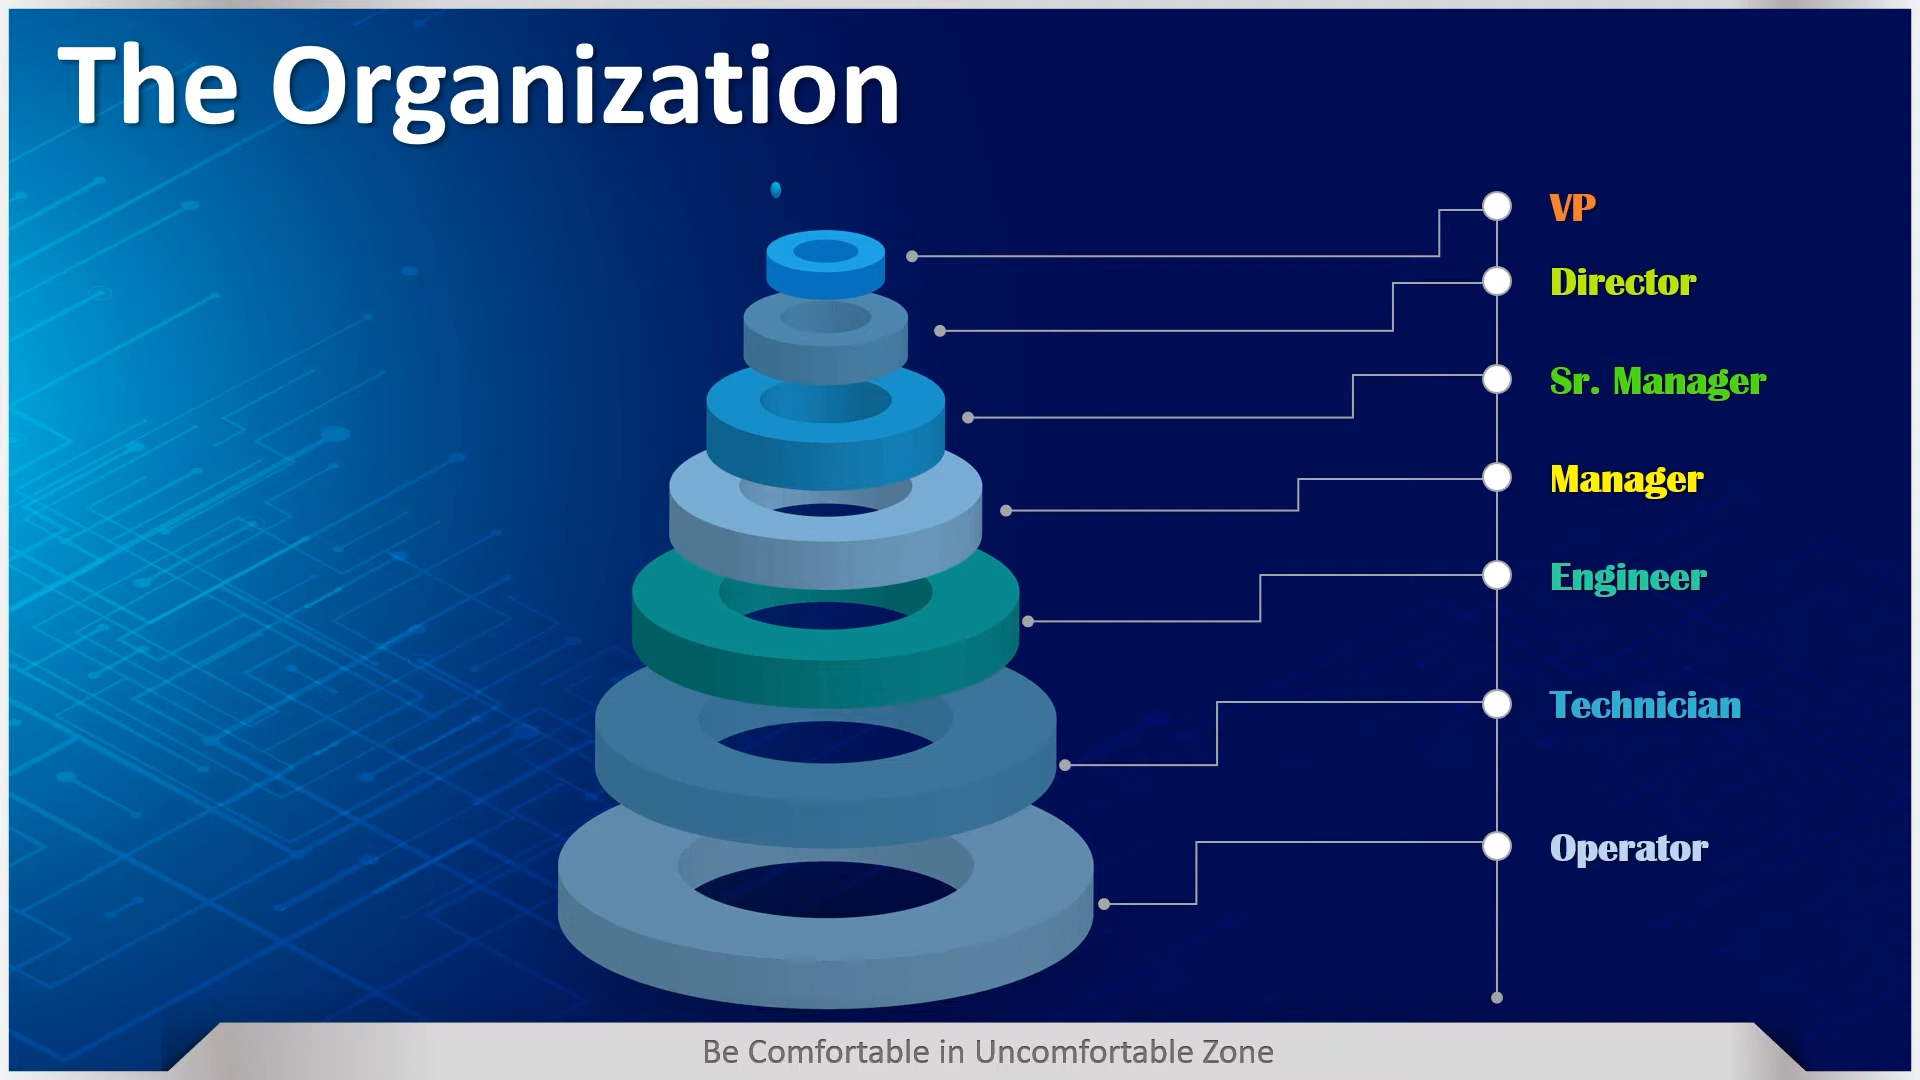 The Organization
VP
Director
Sr. Manager
Manager
Engineer
Technician
Operator
Be Comfortable in Uncomfortable Zone